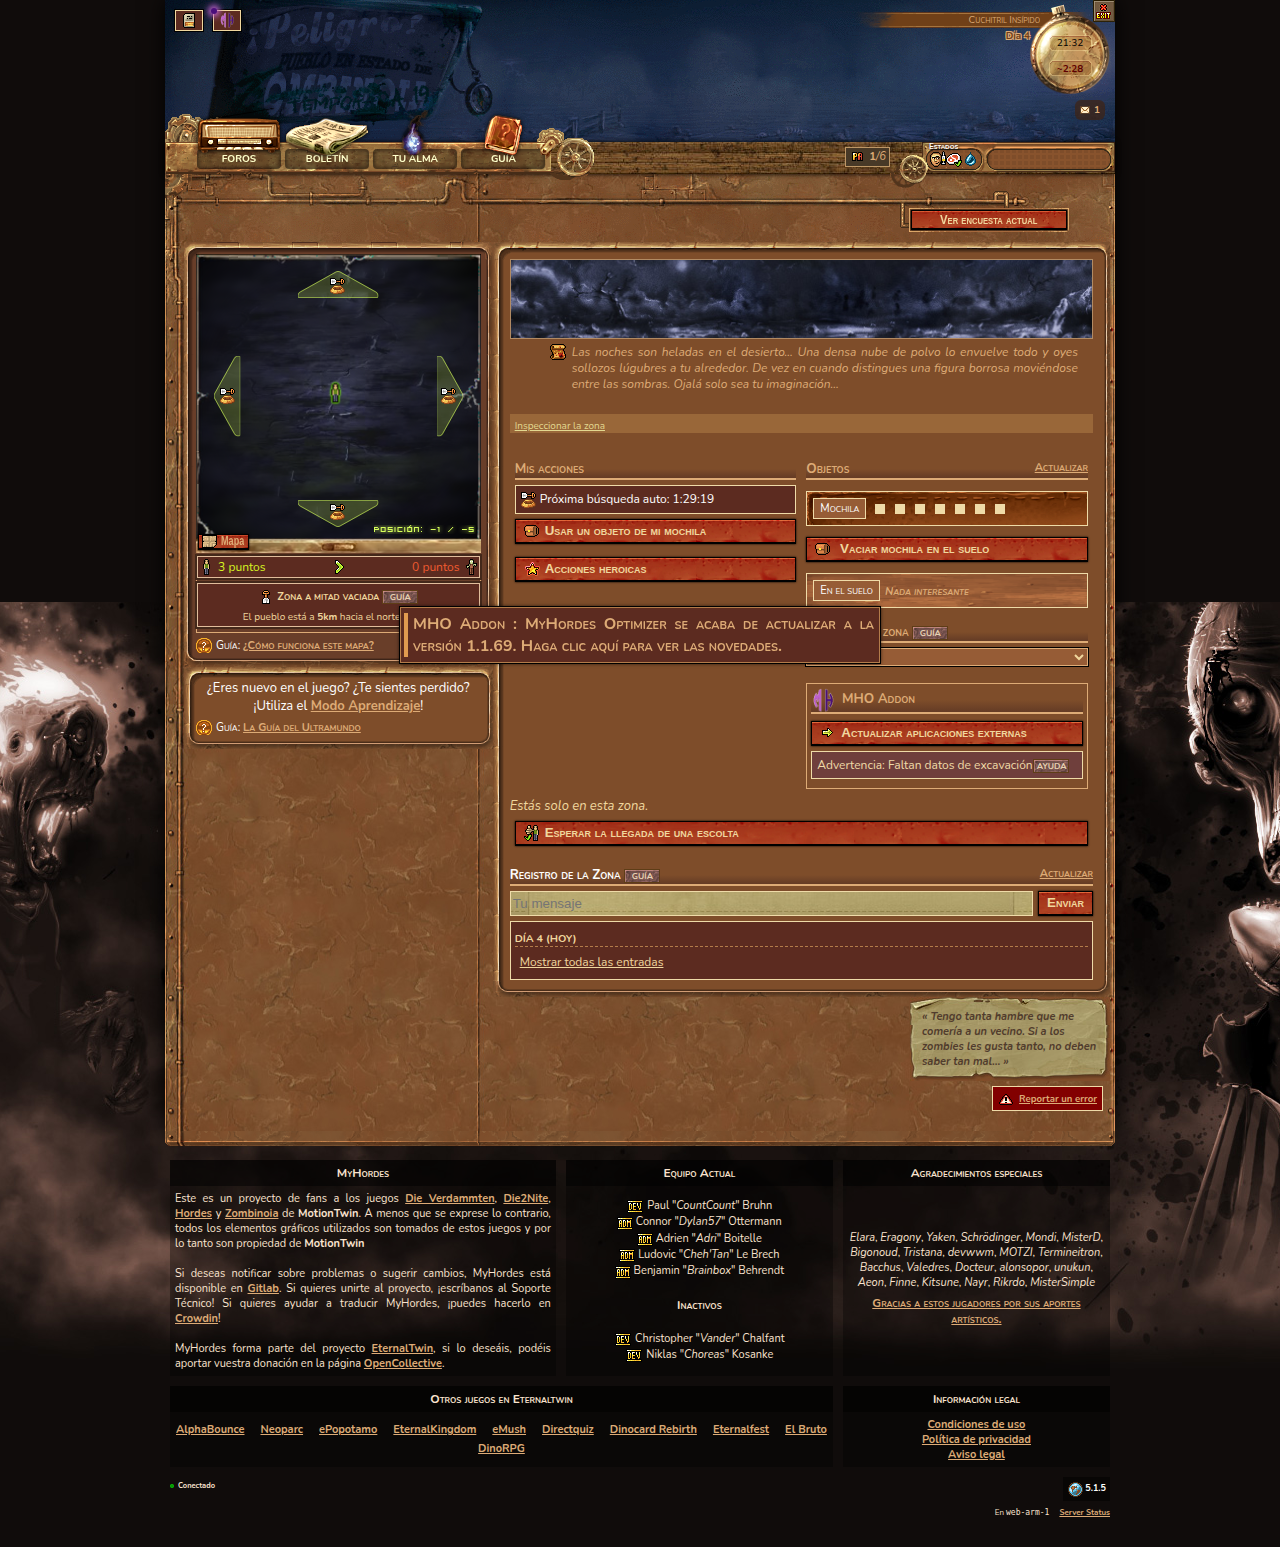 ¡Peligro!
PUEBLO EN ESTADO DE
Cuchitril Insípido
Día 4
21:32
~2:28
EXIT
1
FOROS
BOLETÍN
TU ALMA
GUIA
PA 1/6
Estados
Ver encuesta actual
Las noches son heladas en el desierto... Una densa nube de polvo lo envuelve todo y oyes
sollozos lúgubres a tu alrededor. De vez en cuando distingues una figura borrosa moviéndose
entre las sombras. Ojalá solo sea tu imaginación...
Inspeccionar la zona
Posición: -1 / -5
Mapa
3 puntos
0 puntos
Zona a mitad vaciada GUÍA
El pueblo está a 5km hacia el norte
Guía: ¿Cómo funciona este mapa?
¿Eres nuevo en el juego? ¿Te sientes perdido?
¡Utiliza el Modo Aprendizaje!
Guía: La Guía del Ultramundo
Mis acciones
Próxima búsqueda auto: 1:29:19
Usar un objeto de mi mochila
Acciones heroicas
Objetos
Actualizar
Mochila
Vaciar mochila en el suelo
En el suelo
Nada interesante
zona GUÍA
MHO Addon : MyHordes Optimizer se acaba de actualizar a la
versión 1.1.69. Haga clic aquí para ver las novedades.
MHO Addon
Actualizar aplicaciones externas
Advertencia: Faltan datos de excavación AYUDA
Estás solo en esta zona.
Esperar la llegada de una escolta
Registro de la Zona GUÍA
Actualizar
Tu mensaje
Enviar
DÍA 4 (HOY)
Mostrar todas las entradas
« Tengo tanta hambre que me
comería a un vecino. Si a los
zombies les gusta tanto, no deben
saber tan mal... »
Reportar un error
MyHordes
Este es un proyecto de fans a los juegos Die Verdammten, Die2Nite,
Hordes y Zombinoia de MotionTwin. A menos que se exprese lo contrario,
todos los elementos gráficos utilizados son tomados de estos juegos y por
lo tanto son propiedad de MotionTwin
Si deseas notificar sobre problemas o sugerir cambios, MyHordes está
disponible en Gitlab. Si quieres unirte al proyecto, ¡escríbanos al Soporte
Técnico! Si quieres ayudar a traducir MyHordes, ¡puedes hacerlo en
Crowdin!
MyHordes forma parte del proyecto EternalTwin, si lo deseáis, podéis
aportar vuestra donación en la página OpenCollective.
Equipo Actual
DEV Paul "CountCount" Bruhn
ADM Connor "Dylan57" Ottermann
ADM Adrien "Adri" Boitelle
ADM Ludovic "Cheh'Tan" Le Brech
ADM Benjamin "Brainbox" Behrendt
Inactivos
DEV Christopher "Vander" Chalfant
DEV Niklas "Choreas" Kosanke
Agradecimientos especiales
Elara, Eragony, Yaken, Schrödinger, Mondi, MisterD,
Bigonoud, Tristana, devwwm, MOTZI, Termineitron,
Bacchus, Valedres, Docteur, alonsopor, unukun,
Aeon, Finne, Kitsune, Nayr, Rikrdo, MisterSimple
Gracias a estos jugadores por sus aportes
artísticos.
Otros juegos en Eternaltwin
AlphaBounce Neoparc ePopotamo EternalKingdom eMush Directquiz Dinocard Rebirth Eternalfest El Bruto
DinoRPG
Información legal
Condiciones de uso
Política de privacidad
Aviso legal
Conectado
5.1.5
En web-arm-1 Server Status